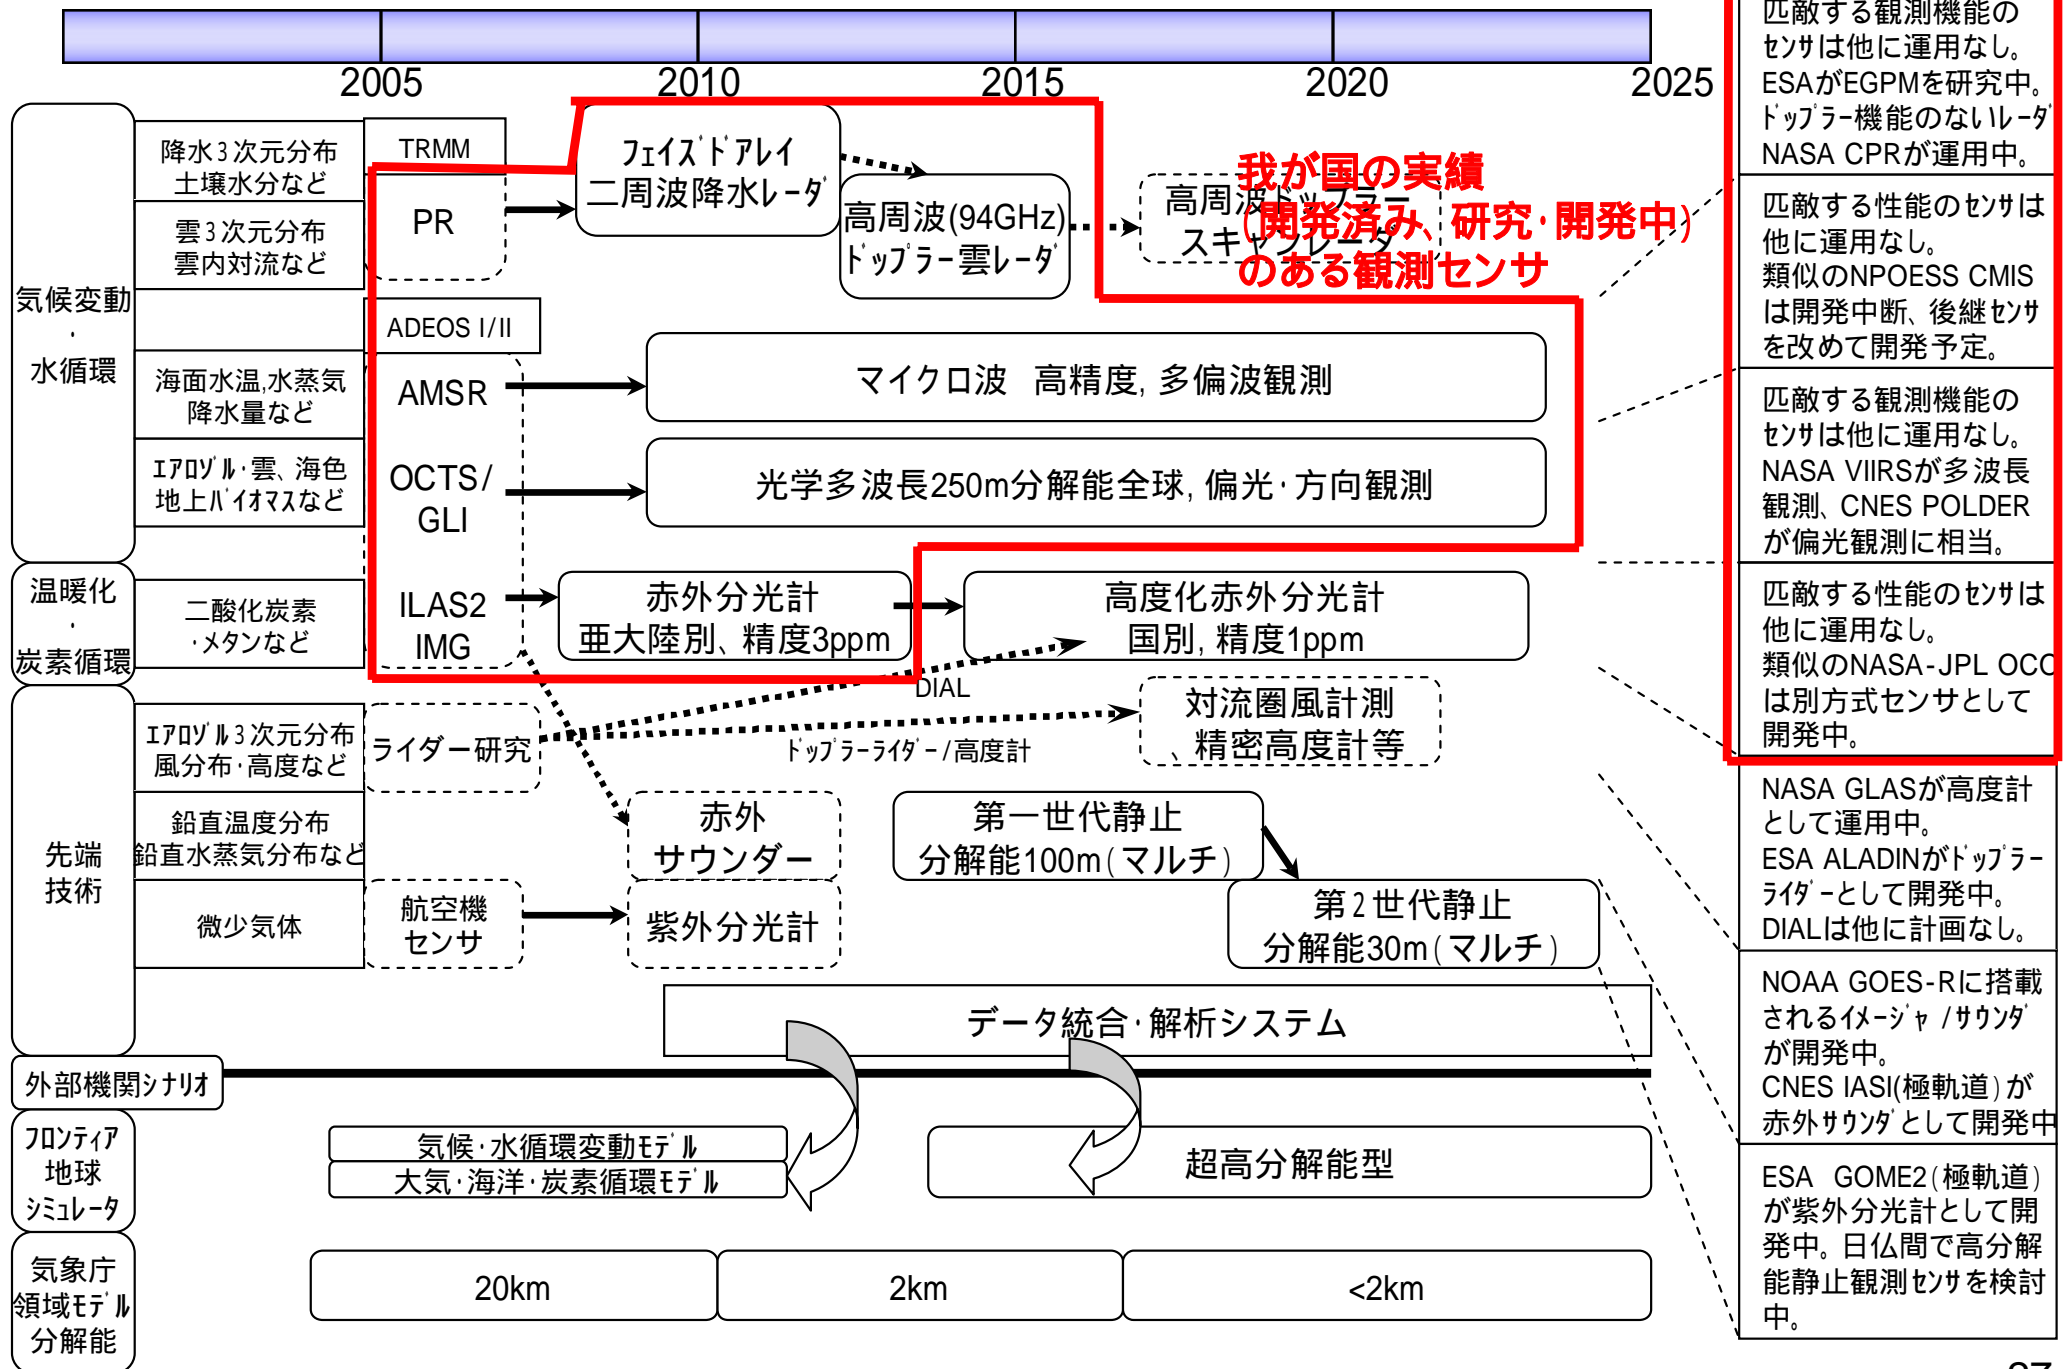 2005
2010
2015
2020
2025
気候変動
・
水循環
降水3次元分布
土壌水分など
雲3次元分布
雲内対流など
海面水温,水蒸気
降水量など
ｴｱﾛｿﾞﾙ・雲、海色
地上ﾊﾞｲｵﾏｽなど
TRMM
PR
ADEOS I/II
AMSR
OCTS/
GLI
ILAS2
IMG
フェイズドアレイ
二周波降水レーダ
高周波(94GHz)
ドップラー雲レーダ
高周波ドップラー
スキャンレーダ
我が国の実績
(開発済み、研究・開発中)
のある観測センサ
マイクロ波　高精度, 多偏波観測
光学多波長250m分解能全球, 偏光・方向観測
温暖化
・
炭素循環
二酸化炭素
・メタンなど
赤外分光計
亜大陸別、精度3ppm
高度化赤外分光計
国別, 精度1ppm
DIAL
先端
技術
ｴｱﾛｿﾞﾙ3次元分布
風分布・高度など
ライダー研究
ドップラーライダー/高度計
対流圏風計測
、精密高度計等
鉛直温度分布
鉛直水蒸気分布など
赤外
サウンダー
第一世代静止
分解能100m(マルチ)
微少気体
航空機
センサ
紫外分光計
第2世代静止
分解能30m(マルチ)
データ統合・解析システム
外部機関シナリオ
フロンティア
地球
シミュレータ
気候・水循環変動モデル
大気・海洋・炭素循環モデル
超高分解能型
気象庁
領域モデル
分解能
20km
2km
<2km
匹敵する観測機能の
センサは他に運用なし。
ESAがEGPMを研究中。
ドップラー機能のないレーダ
NASA CPRが運用中。
匹敵する性能のセンサは
他に運用なし。
類似のNPOESS CMIS
は開発中断、後継センサ
を改めて開発予定。
匹敵する観測機能の
センサは他に運用なし。
NASA VIIRSが多波長
観測、CNES POLDER
が偏光観測に相当。
匹敵する性能のセンサは
他に運用なし。
類似のNASA-JPL OCO
は別方式センサとして
開発中。
NASA GLASが高度計
として運用中。
ESA ALADINがドップラー
ライダーとして開発中。
DIALは他に計画なし。
NOAA GOES-Rに搭載
されるイメージャ/サウンダ
が開発中。
CNES IASI(極軌道)が
赤外サウンダとして開発中
ESA　GOME2(極軌道)
が紫外分光計として開
発中。日仏間で高分解
能静止観測センサを検討
中。